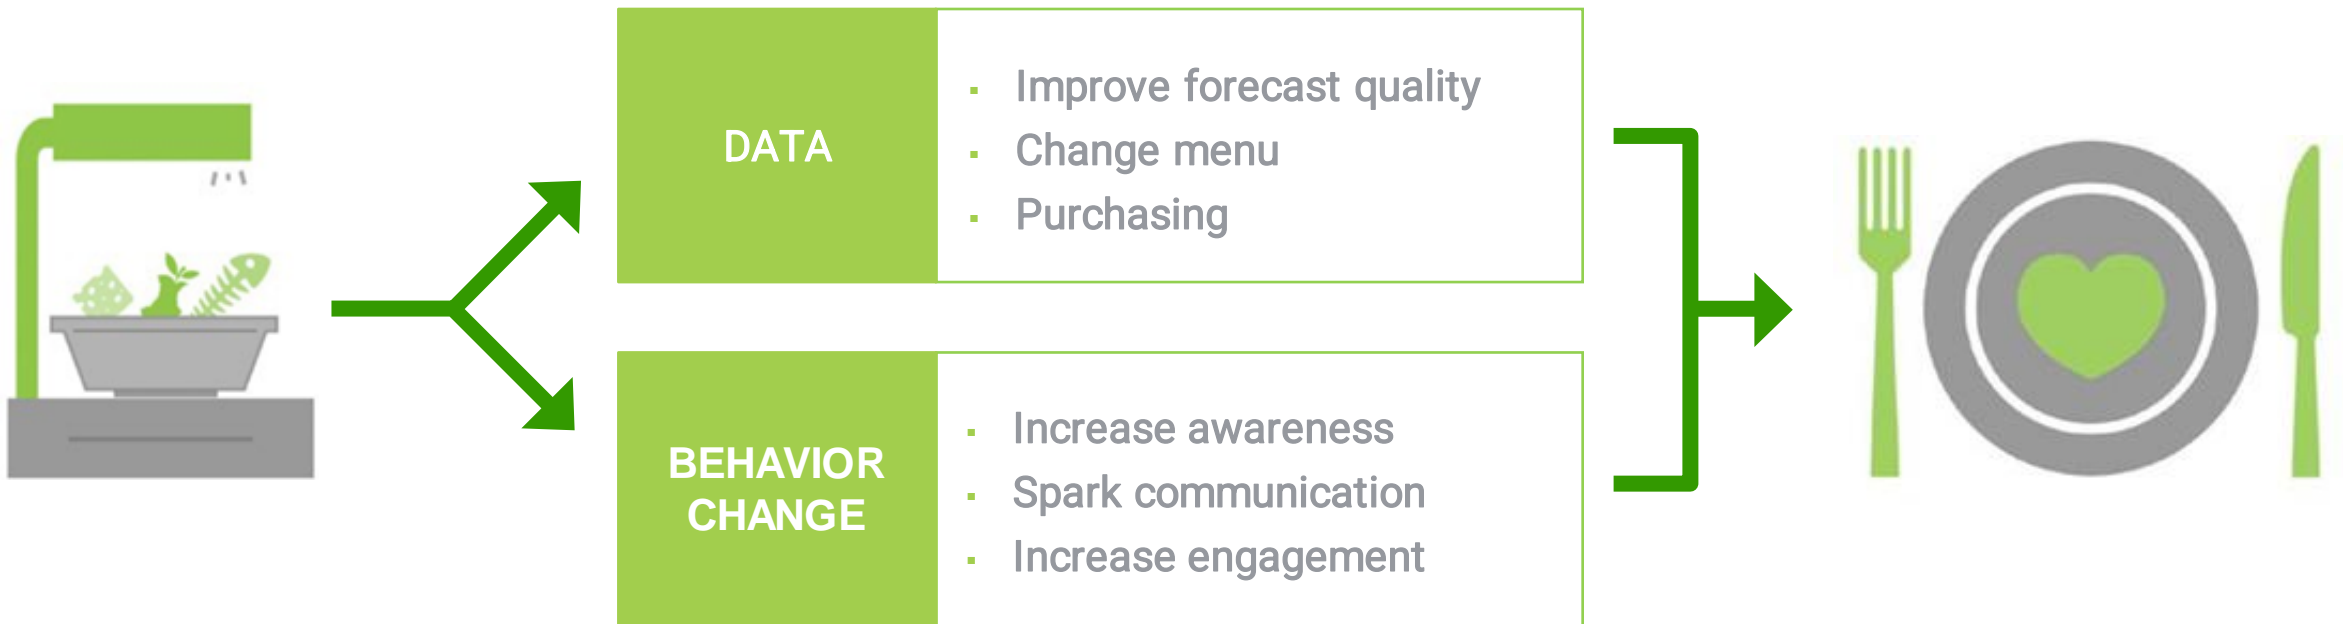 DATA
▪ Improve forecast quality
▪ Change menu
▪ Purchasing
BEHAVIOR
CHANGE
▪ Increase awareness
▪ Spark communication
▪ Increase engagement